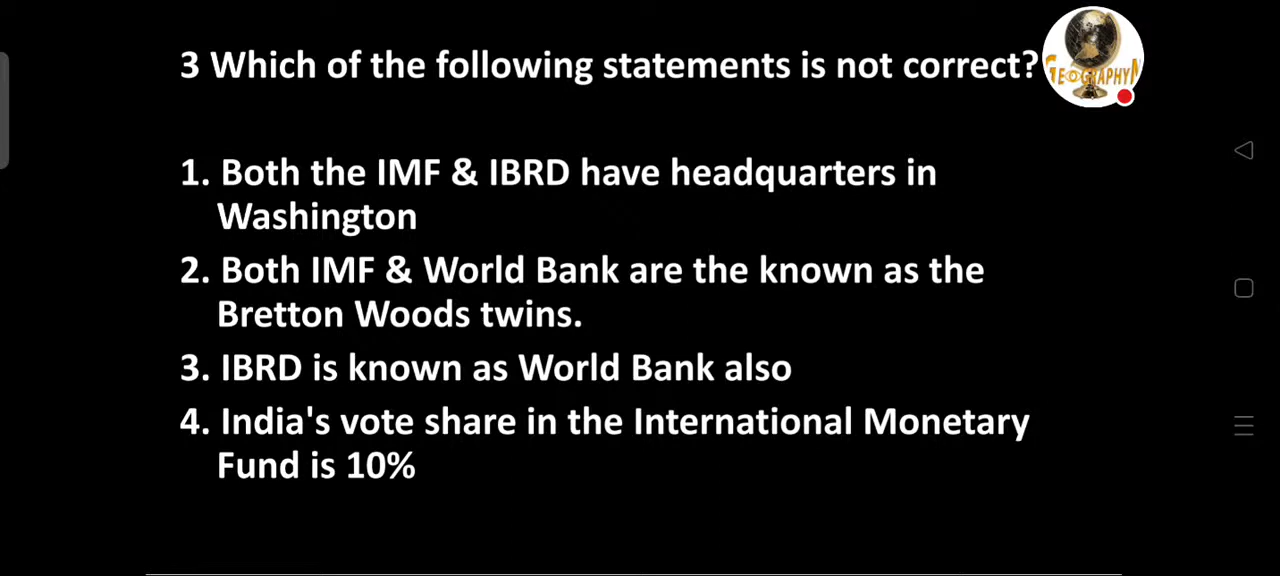 3 Which of the following statements is not correct?
GEOGRAPHY
1. Both the IMF & IBRD have headquarters in
Washington
2. Both IMF & World Bank are the known as the
Bretton Woods twins.
3. IBRD is known as World Bank also
4. India's vote share in the International Monetary
Fund is 10%